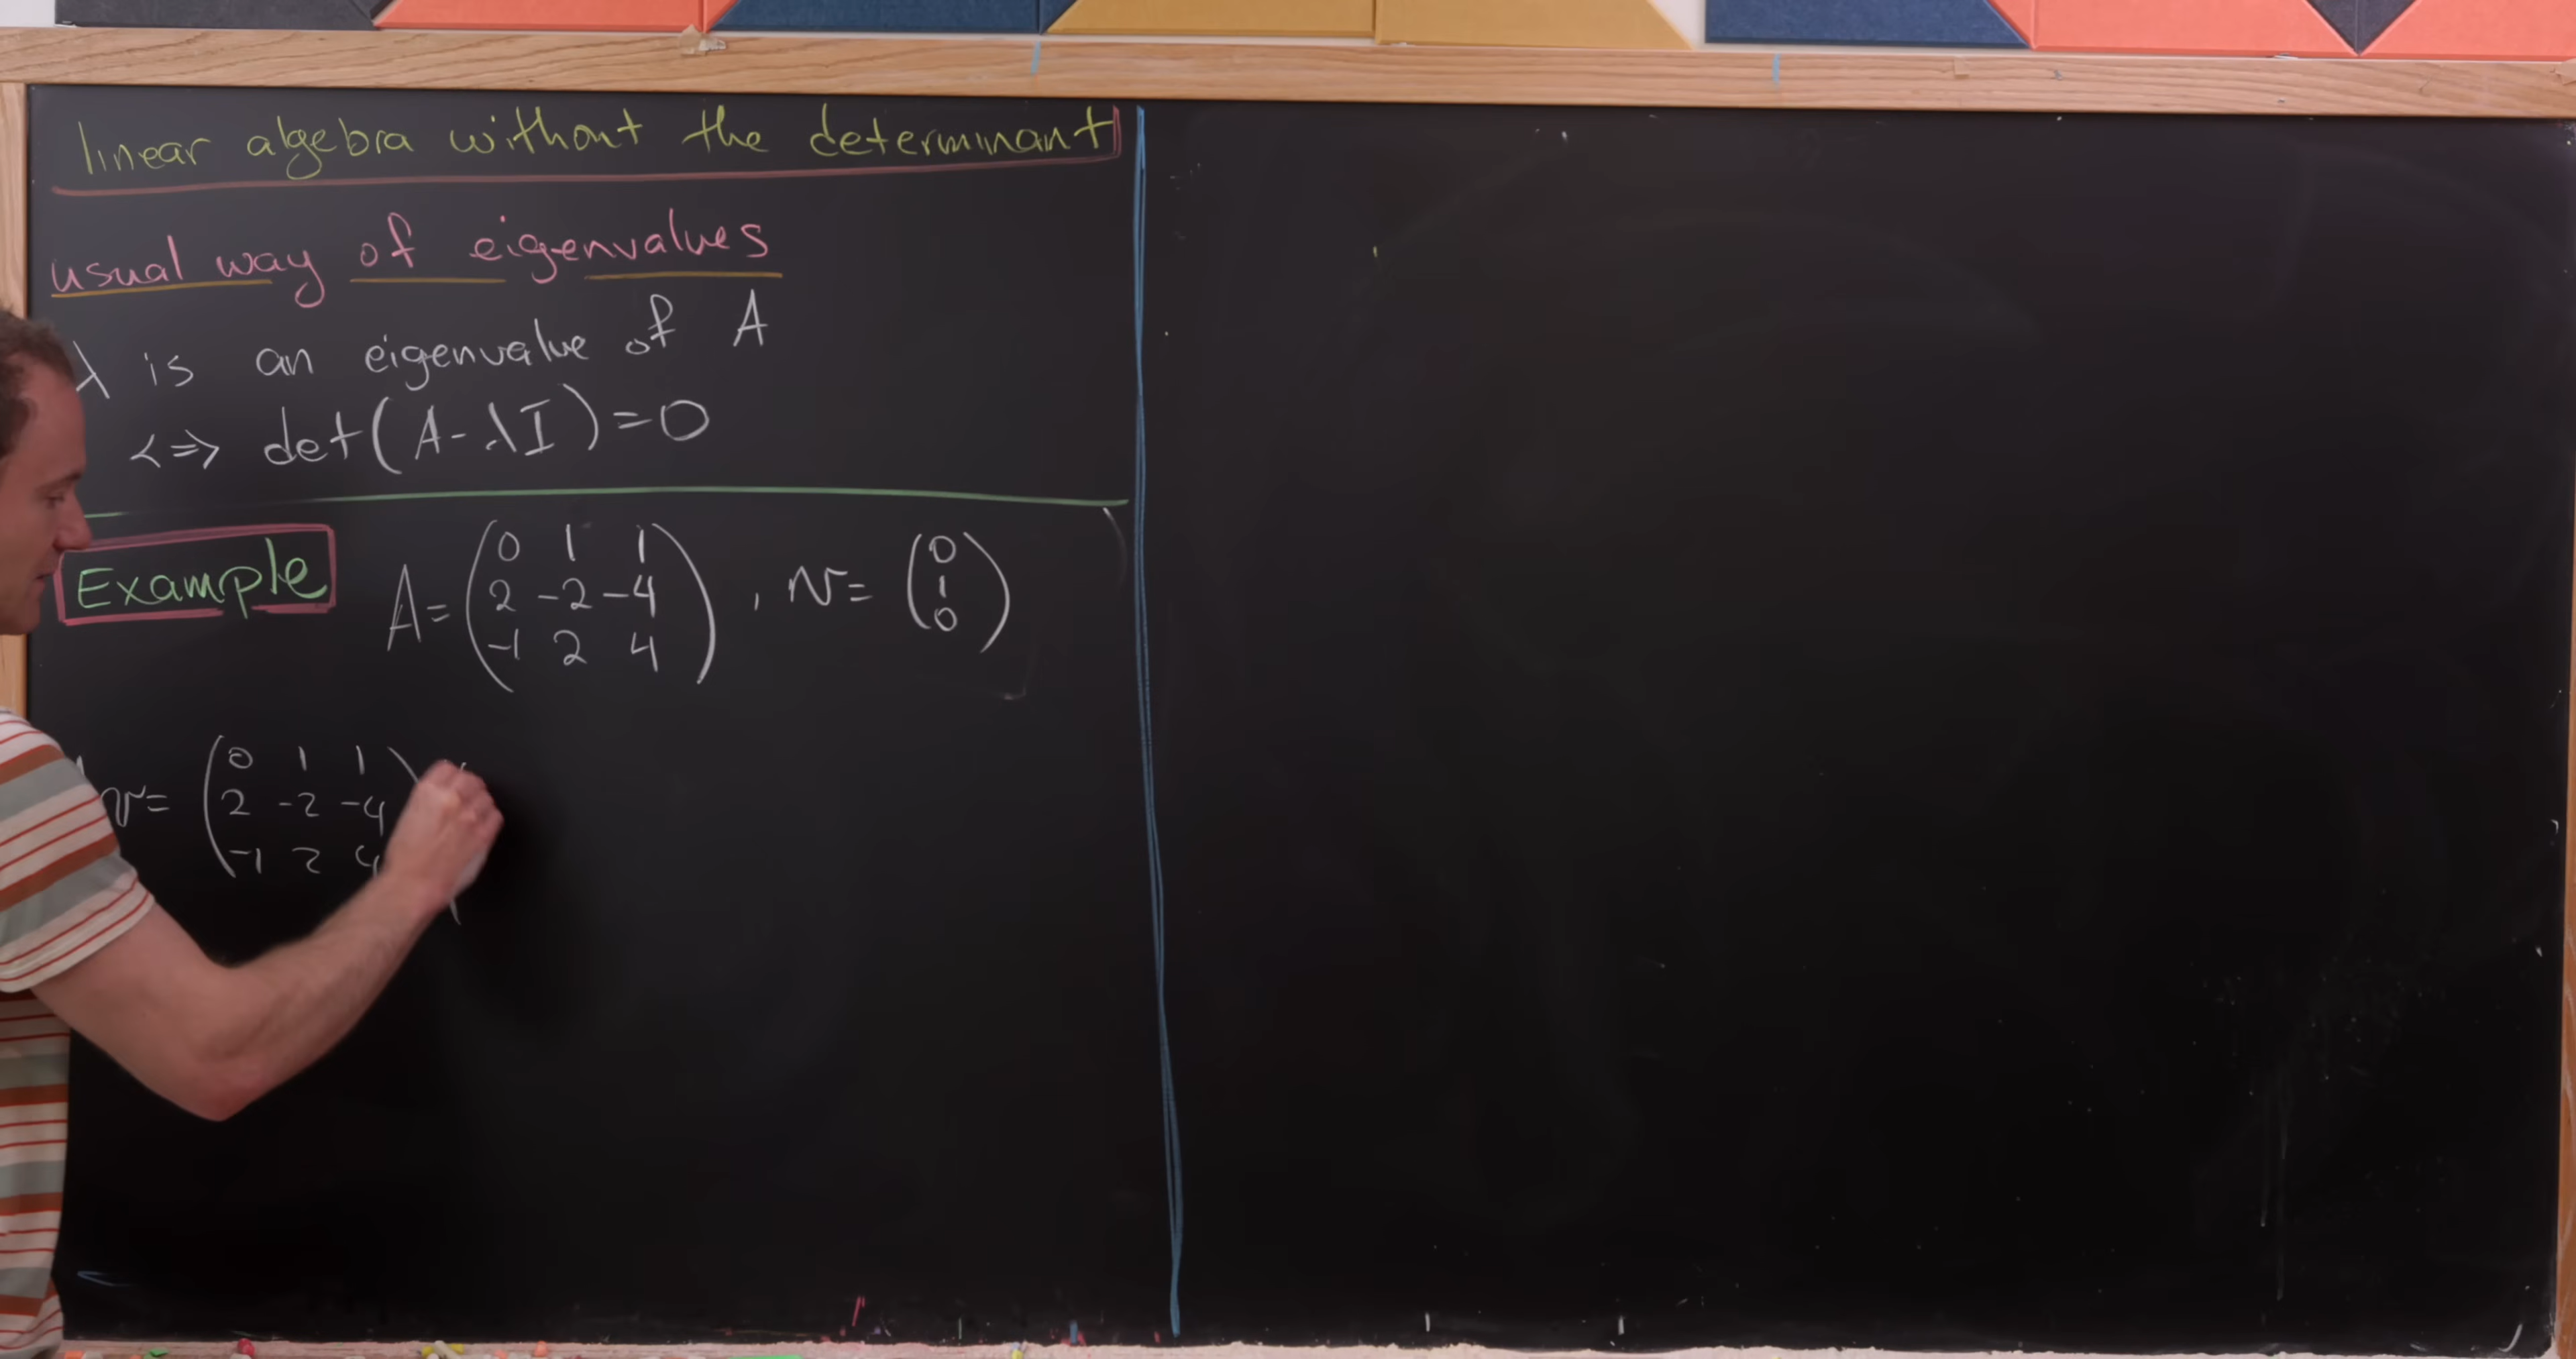 linear algebra without the determinant
usual way of eigenvalues
λ is an eigenvalue of A
<=> det(A-λI)=0
Example A= (0 1 1
2 -2 -4
-1 2 4) , v= (0
1
0)
v= (0 1 1
2 -2 -4
-1 2 4